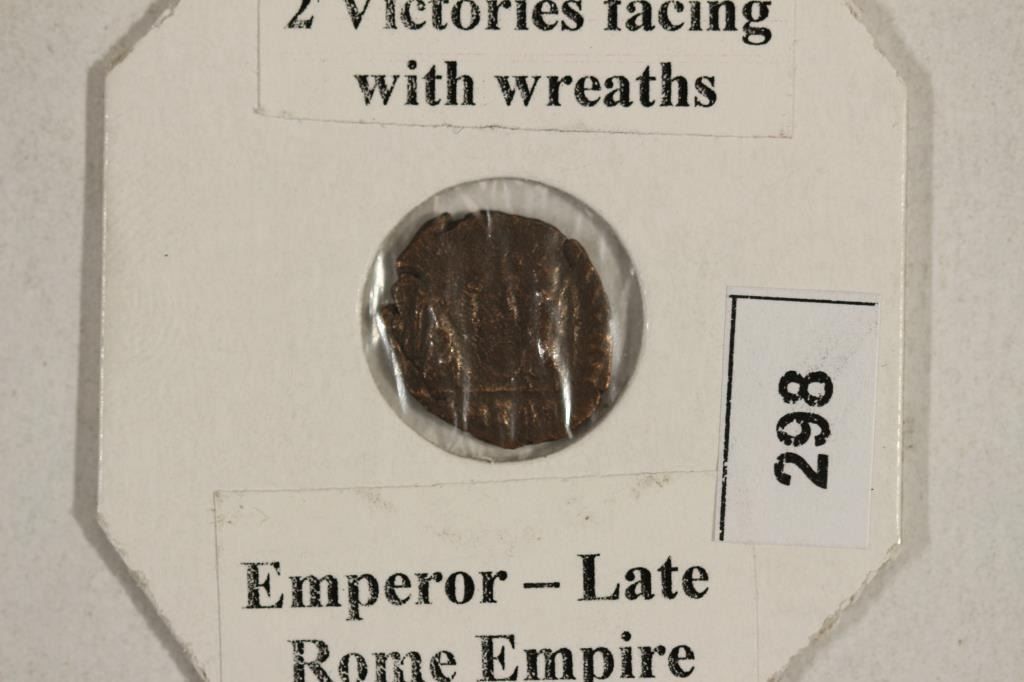 2 Victories facing
with wreaths
298
Emperor – Late
Rome Empire